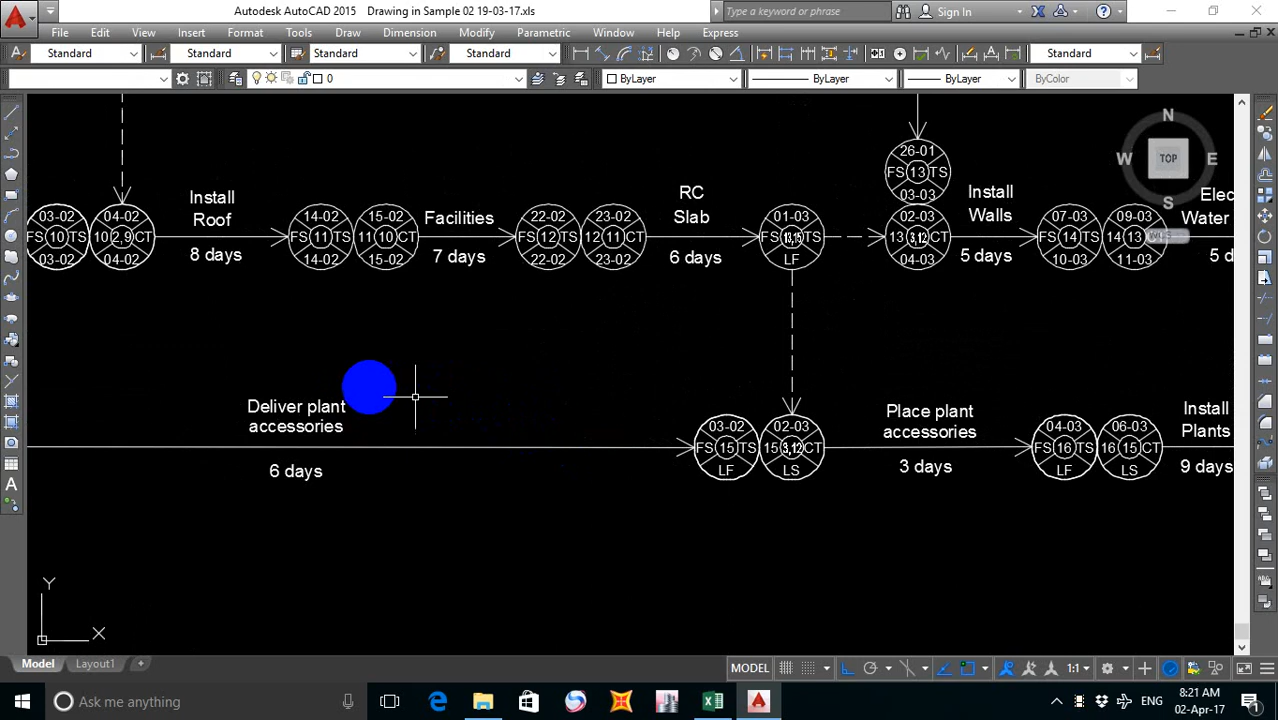 Autodesk AutoCAD 2015 Drawing in Sample 02 19-03-17.xls
Type a keyword or phrase
Sign In
File Edit View Insert Format Tools Draw Dimension Modify Parametric Window Help Express
Standard Standard Standard Standard Standard
0 ByLayer ByLayer ByLayer ByColor
N
W TOP E
S
26-01
FS 13 TS
03-03
Install
Roof
8 days
Facilities
7 days
RC
Slab
6 days
Install
Walls
5 days
Elec
Water
5 d
03-02
FS 10 TS
03-02
04-02
10 2,9 CT
04-02
14-02
FS 11 TS
14-02
15-02
11 10 CT
15-02
22-02
FS 12 TS
22-02
23-02
12 11 CT
23-02
01-03
FS TS
LF
02-03
13 3,12 CT
04-03
07-03
FS 14 TS
10-03
09-03
14 13
11-03
Deliver plant
accessories
6 days
03-02
FS 15 TS
LF
02-03
15 3,12 CT
LS
Place plant
accessories
3 days
04-03
FS 16 TS
LF
06-03
16 15 CT
LS
Install
Plants
9 days
Y
X
Model Layout1
MODEL 1:1
Ask me anything
ENG
8:21 AM
02-Apr-17